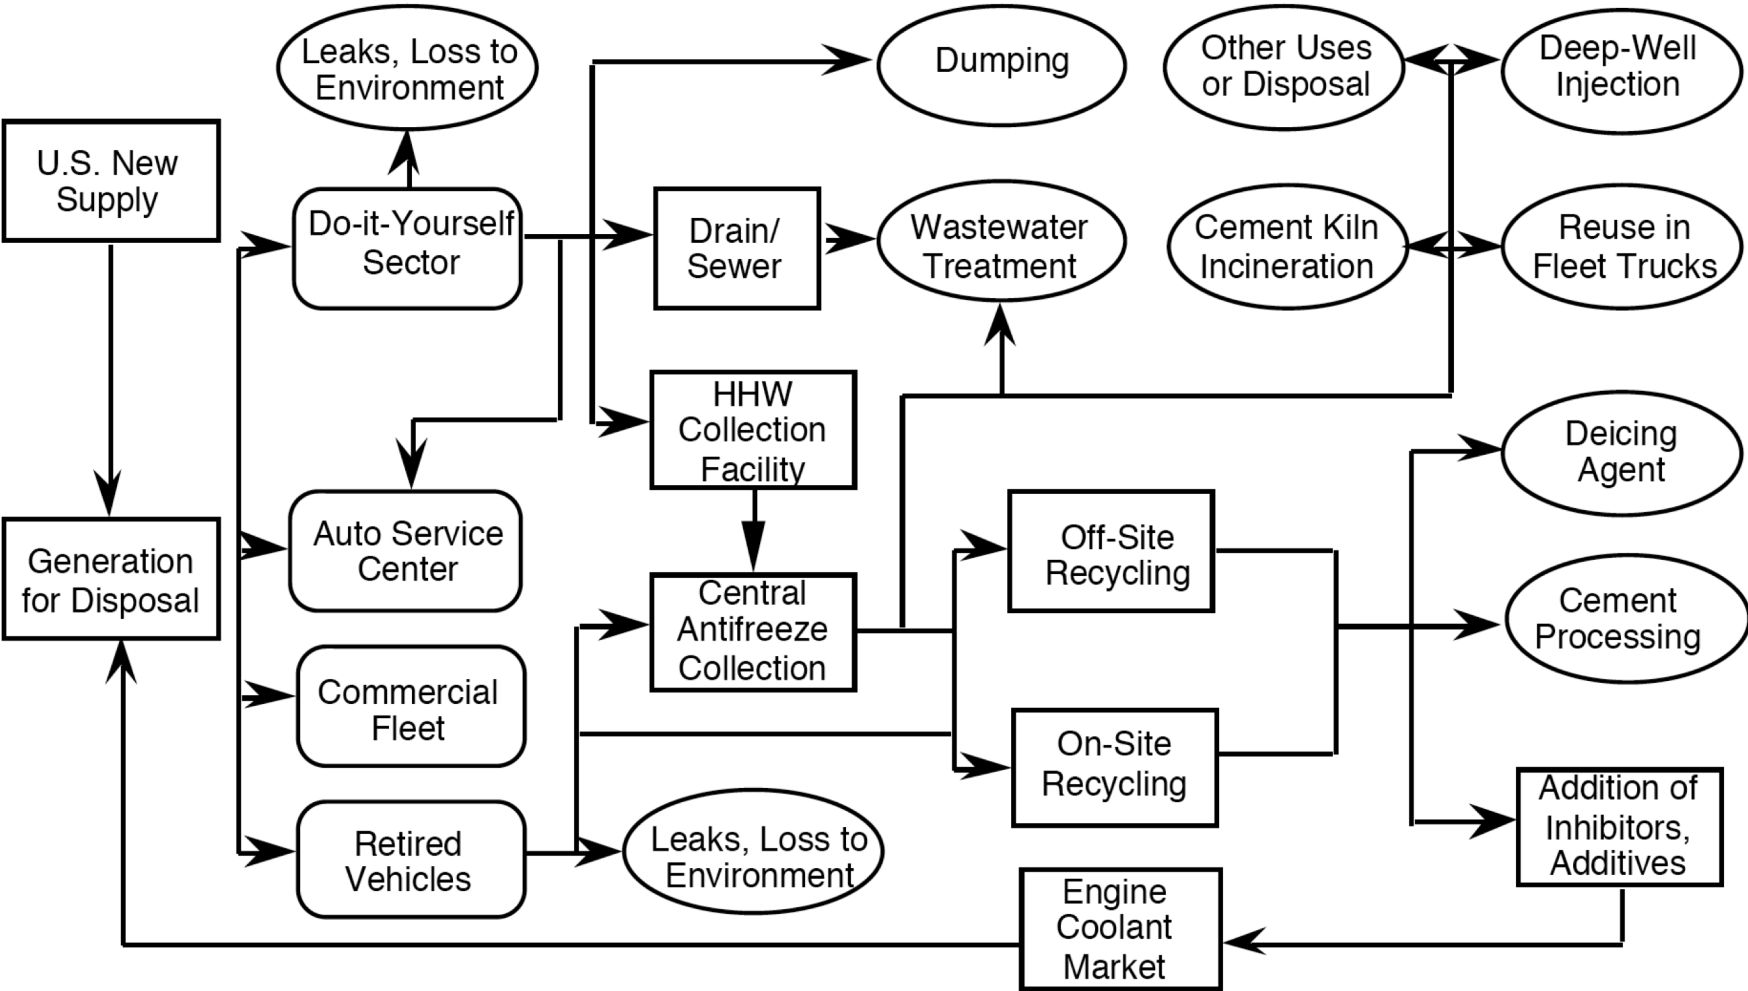 Leaks, Loss to
Environment
Dumping
Other Uses
or Disposal
Deep-Well
Injection
U.S. New
Supply
Do-it-Yourself
Sector
Drain/
Sewer
Wastewater
Treatment
Cement Kiln
Incineration
Reuse in
Fleet Trucks
HHW
Collection
Facility
Deicing
Agent
Auto Service
Center
Generation
for Disposal
Central
Antifreeze
Collection
Off-Site
Recycling
Cement
Processing
Commercial
Fleet
On-Site
Recycling
Addition of
Inhibitors,
Additives
Retired
Vehicles
Leaks, Loss to
Environment
Engine
Coolant
Market